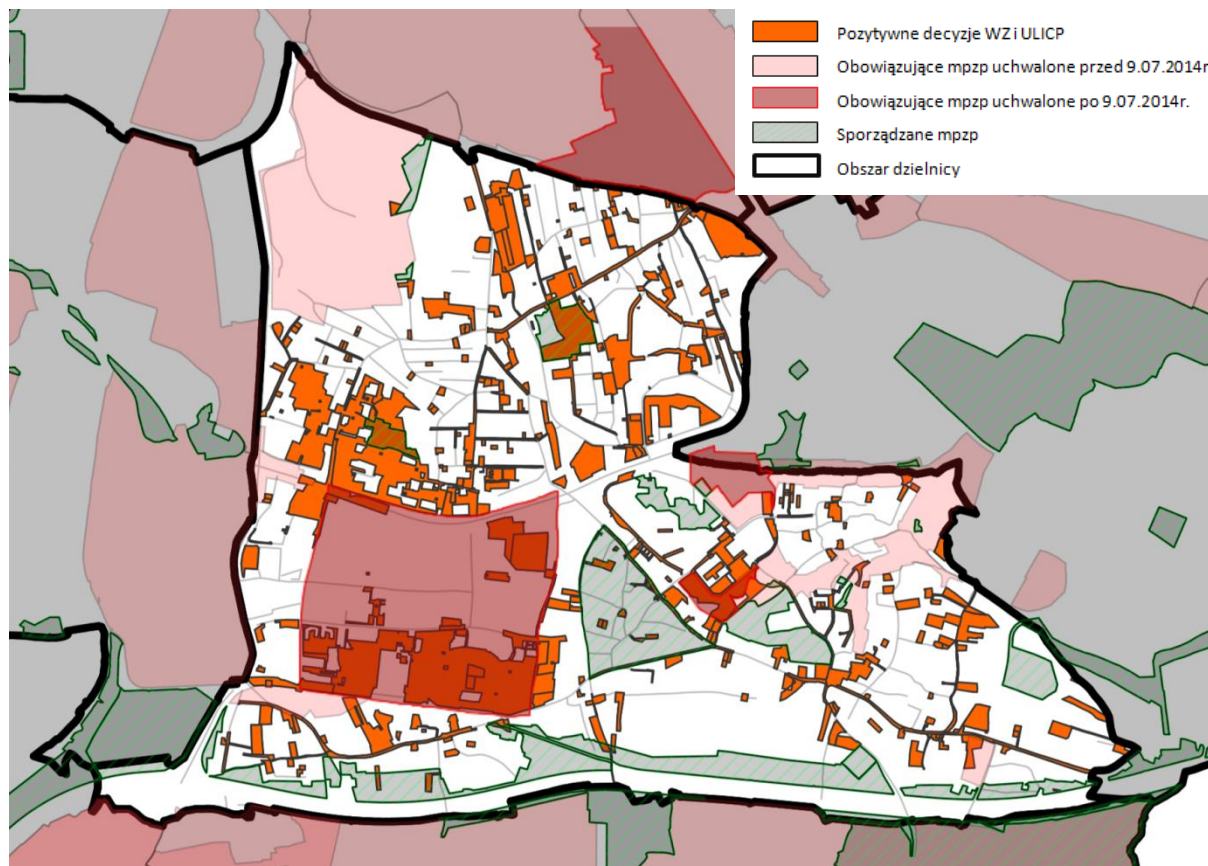 Pozytywne decyzje WZ i ULICP
Obowiązujące mpzp uchwalone przed 9.07.2014r
Obowiązujące mpzp uchwalone po 9.07.2014r.
Sporządzane mpzp
Obszar dzielnicy